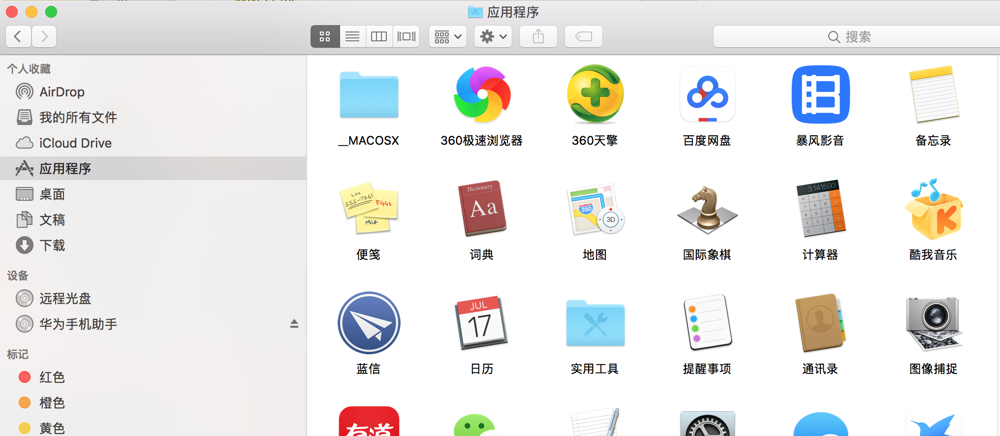 应用程序
搜索
个人收藏
AirDrop
我的所有文件
iCloud Drive
应用程序
桌面
文稿
下载
设备
远程光盘
华为手机助手
标记
红色
橙色
黄色
__MACOSX
360极速浏览器
360天擎
百度网盘
暴风影音
备忘录
Lou
555-7361
EGGS
MILK
Dictionary
Aa
280
3D
3.141593
便笺
词典
地图
国际象棋
计算器
酷我音乐
JUL
17
蓝信
日历
实用工具
提醒事项
通讯录
图像捕捉
有道